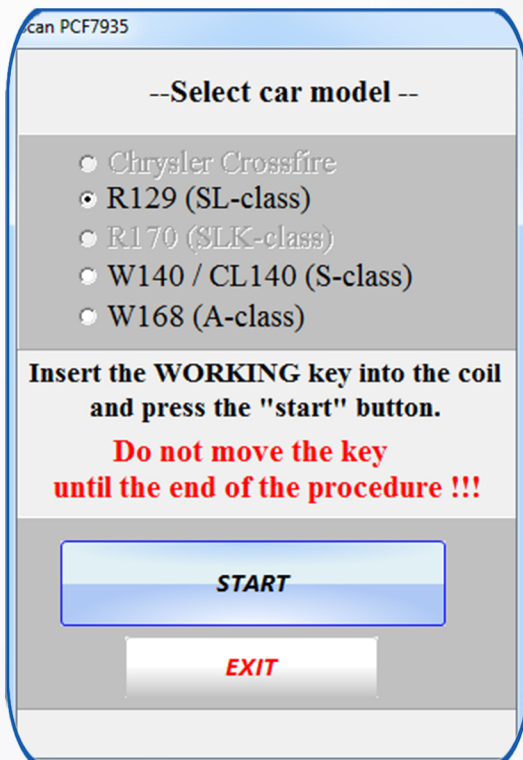 can PCF7935
--Select car model --
Chrysler Crossfire
R129 (SL-class)
R170 (SLK-class)
W140 / CL140 (S-class)
W168 (A-class)
Insert the WORKING key into the coil
and press the "start" button.
Do not move the key
until the end of the procedure !!!
START
EXIT